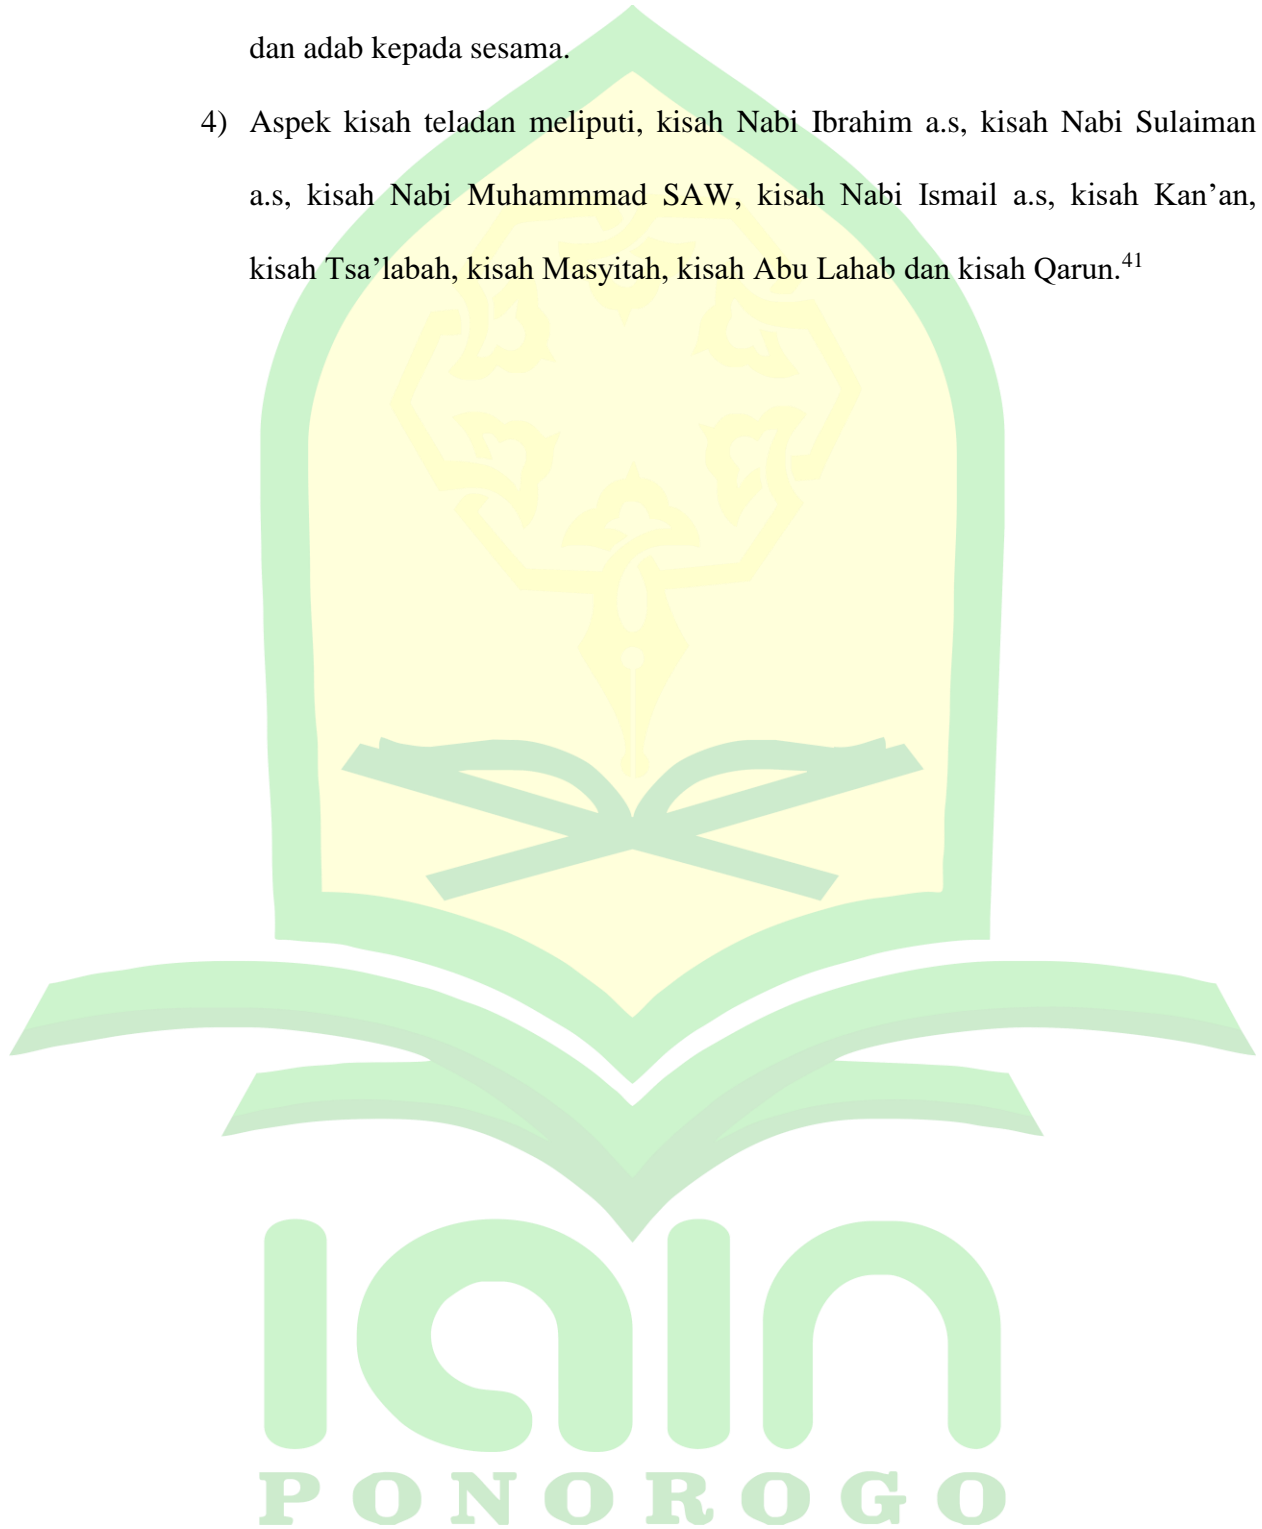 dan adab kepada sesama.
4) Aspek kisah teladan meliputi, kisah Nabi Ibrahim a.s, kisah Nabi Sulaiman
a.s, kisah Nabi Muhammmad SAW, kisah Nabi Ismail a.s, kisah Kan’an,
kisah Tsa’labah, kisah Masyitah, kisah Abu Lahab dan kisah Qarun.41
iain
PONOROGO